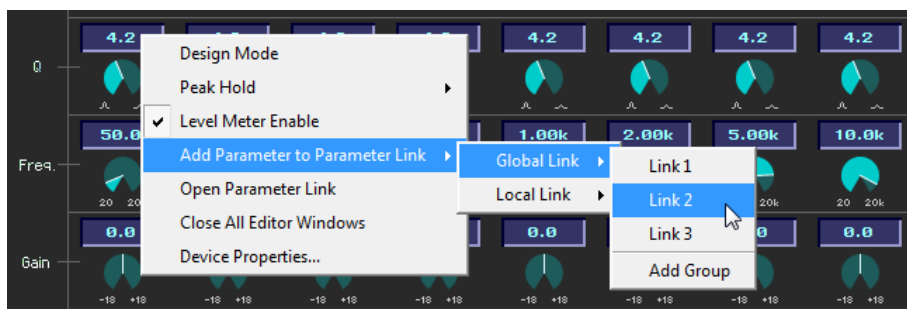 4.2 4.2 4.2 4.2 4.2
Q
Design Mode
Peak Hold
Level Meter Enable
Add Parameter to Parameter Link
Open Parameter Link
Close All Editor Windows
Device Properties...
Global Link
Local Link
Link 1
Link 2
Link 3
Add Group
50.0 1.00k 2.00k 5.00k 10.0k
Freq.
20 20 20k 20 20k
0.0 0.0 0.0
Gain
-18 +18 -18 +18 -18 +18 -18 +18 -18 +18 -18 +18 -18 +18 -18 +18